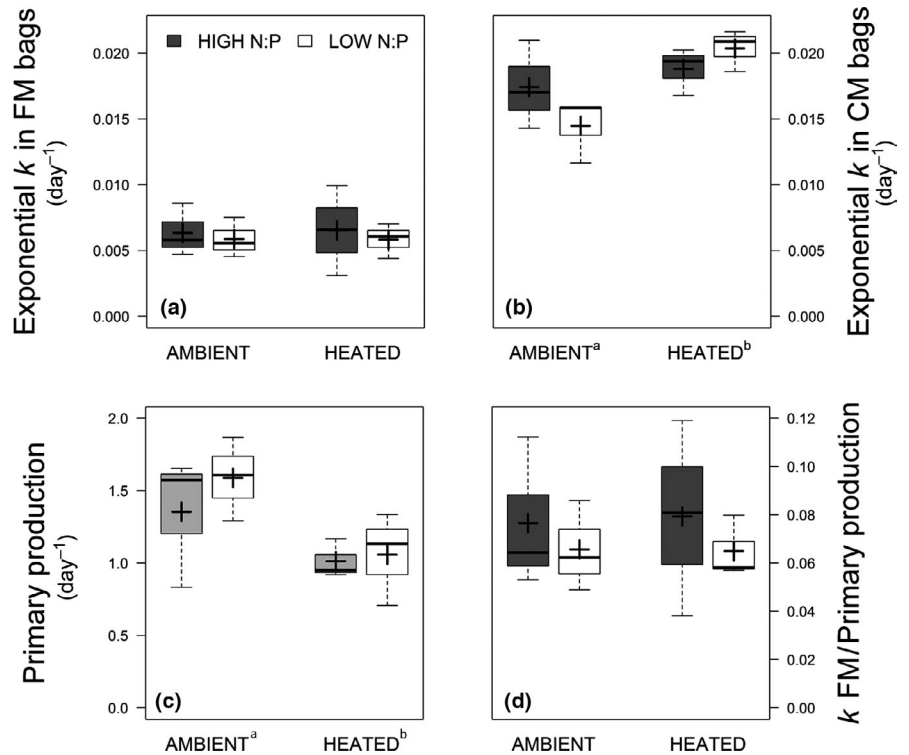 HIGH N:P LOW N:P
Exponential k in FM bags
(day⁻¹)
0.020
0.015
0.010
0.005
0.000
(a)
AMBIENT HEATED
(b)
AMBIENTᵃ HEATEDᵇ
0.020
0.015
0.010
0.005
0.000
Exponential k in CM bags
(day⁻¹)
Primary production
(day⁻¹)
2.0
1.5
1.0
0.5
0.0
(c)
AMBIENTᵃ HEATEDᵇ
(d)
AMBIENT HEATED
0.12
0.10
0.08
0.06
0.04
0.02
0.00
k FM/Primary production